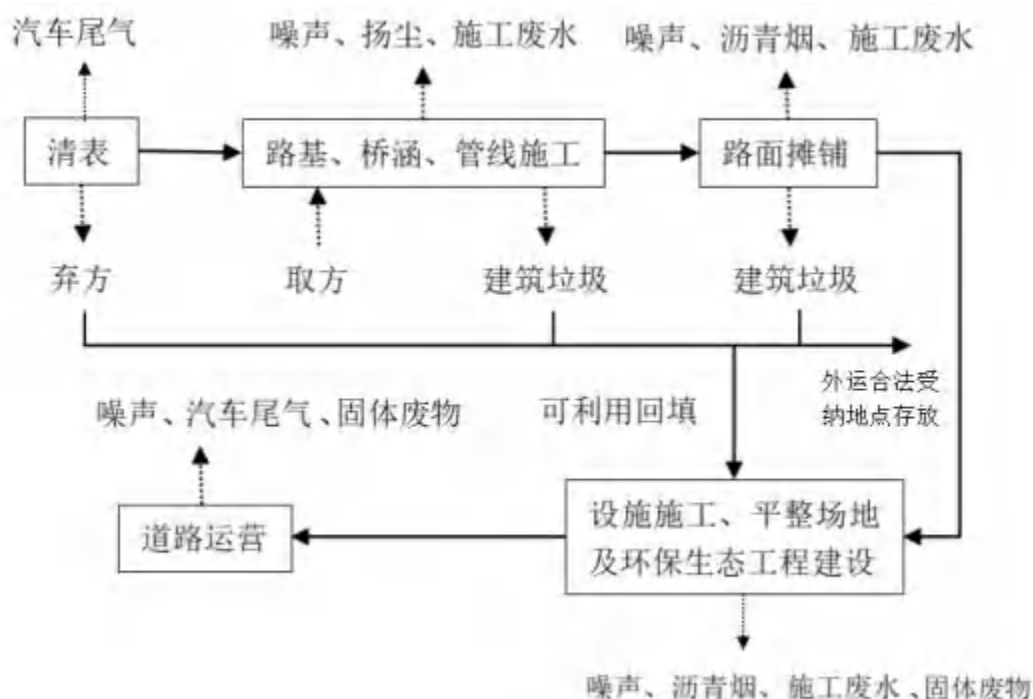 汽车尾气
噪声、扬尘、施工废水
噪声、沥青烟、施工废水
清表
路基、桥涵、管线施工
路面摊铺
弃方
取方
建筑垃圾
建筑垃圾
外运合法受
纳地点存放
噪声、汽车尾气、固体废物
可利用回填
道路运营
设施施工、平整场地
及环保生态工程建设
噪声、沥青烟、施工废水、固体废物